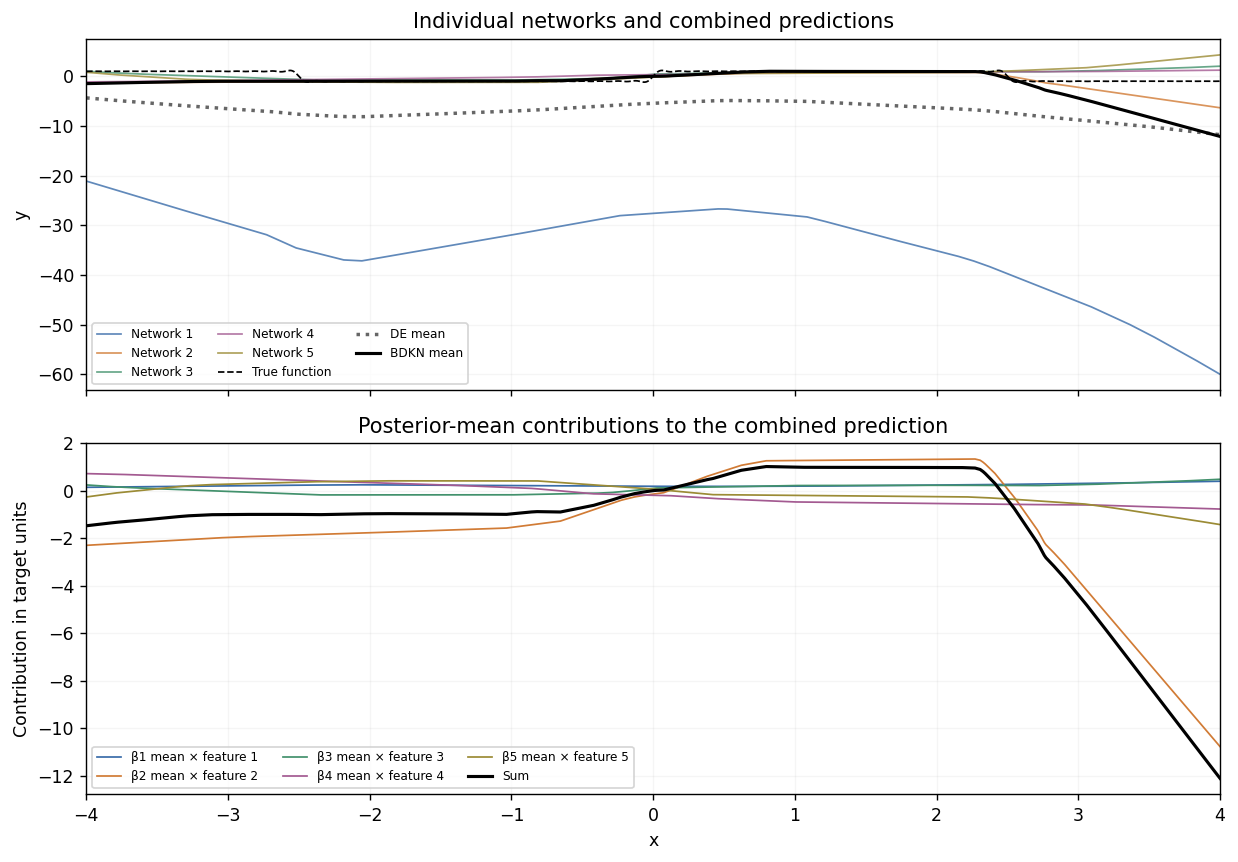 Individual networks and combined predictions
0
−10
−20
−30
−40
−50
−60
y
Network 1
Network 2
Network 3
Network 4
Network 5
True function
DE mean
BDKN mean
Posterior-mean contributions to the combined prediction
2
0
−2
−4
−6
−8
−10
−12
Contribution in target units
β1 mean × feature 1
β2 mean × feature 2
β3 mean × feature 3
β4 mean × feature 4
β5 mean × feature 5
Sum
−4 −3 −2 −1 0 1 2 3 4
x